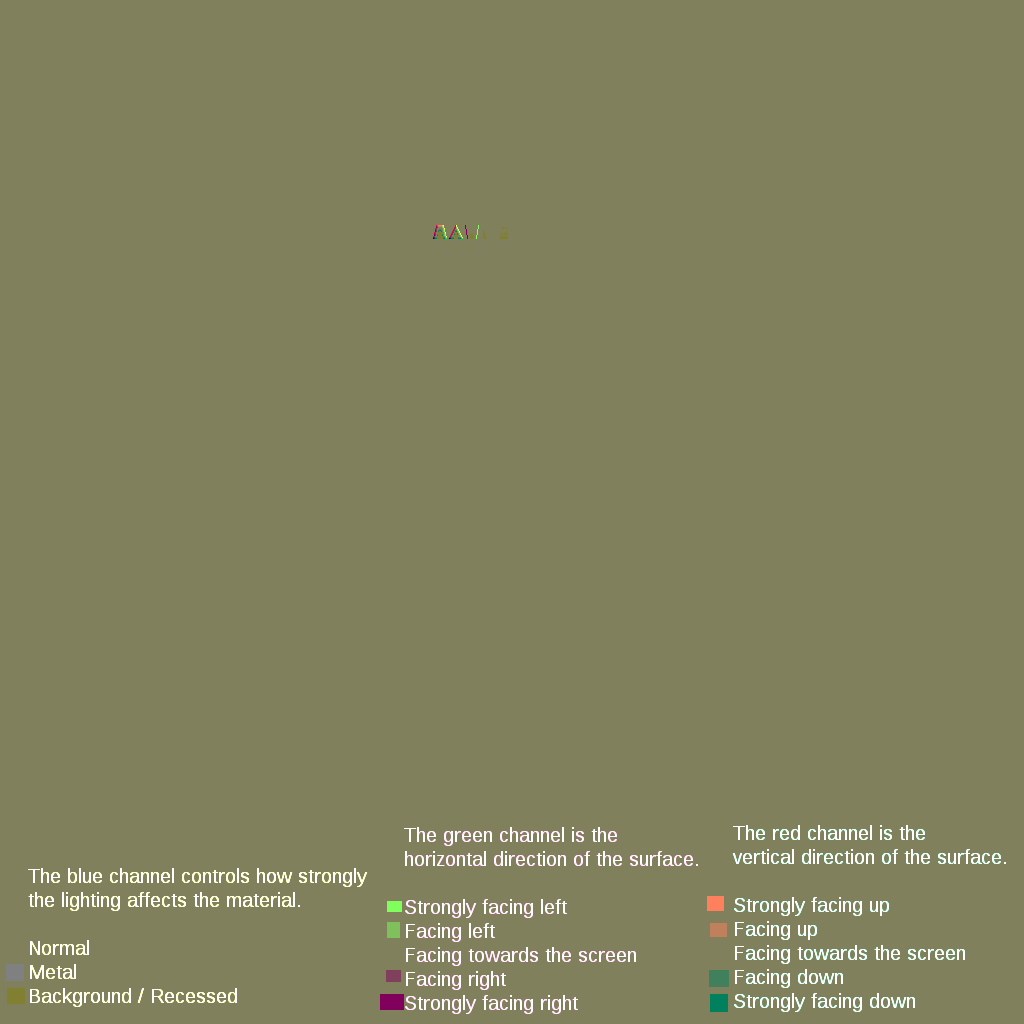 The blue channel controls how strongly
the lighting affects the material.
Normal
Metal
Background / Recessed
The green channel is the
horizontal direction of the surface.
Strongly facing left
Facing left
Facing towards the screen
Facing right
Strongly facing right
The red channel is the
vertical direction of the surface.
Strongly facing up
Facing up
Facing towards the screen
Facing down
Strongly facing down